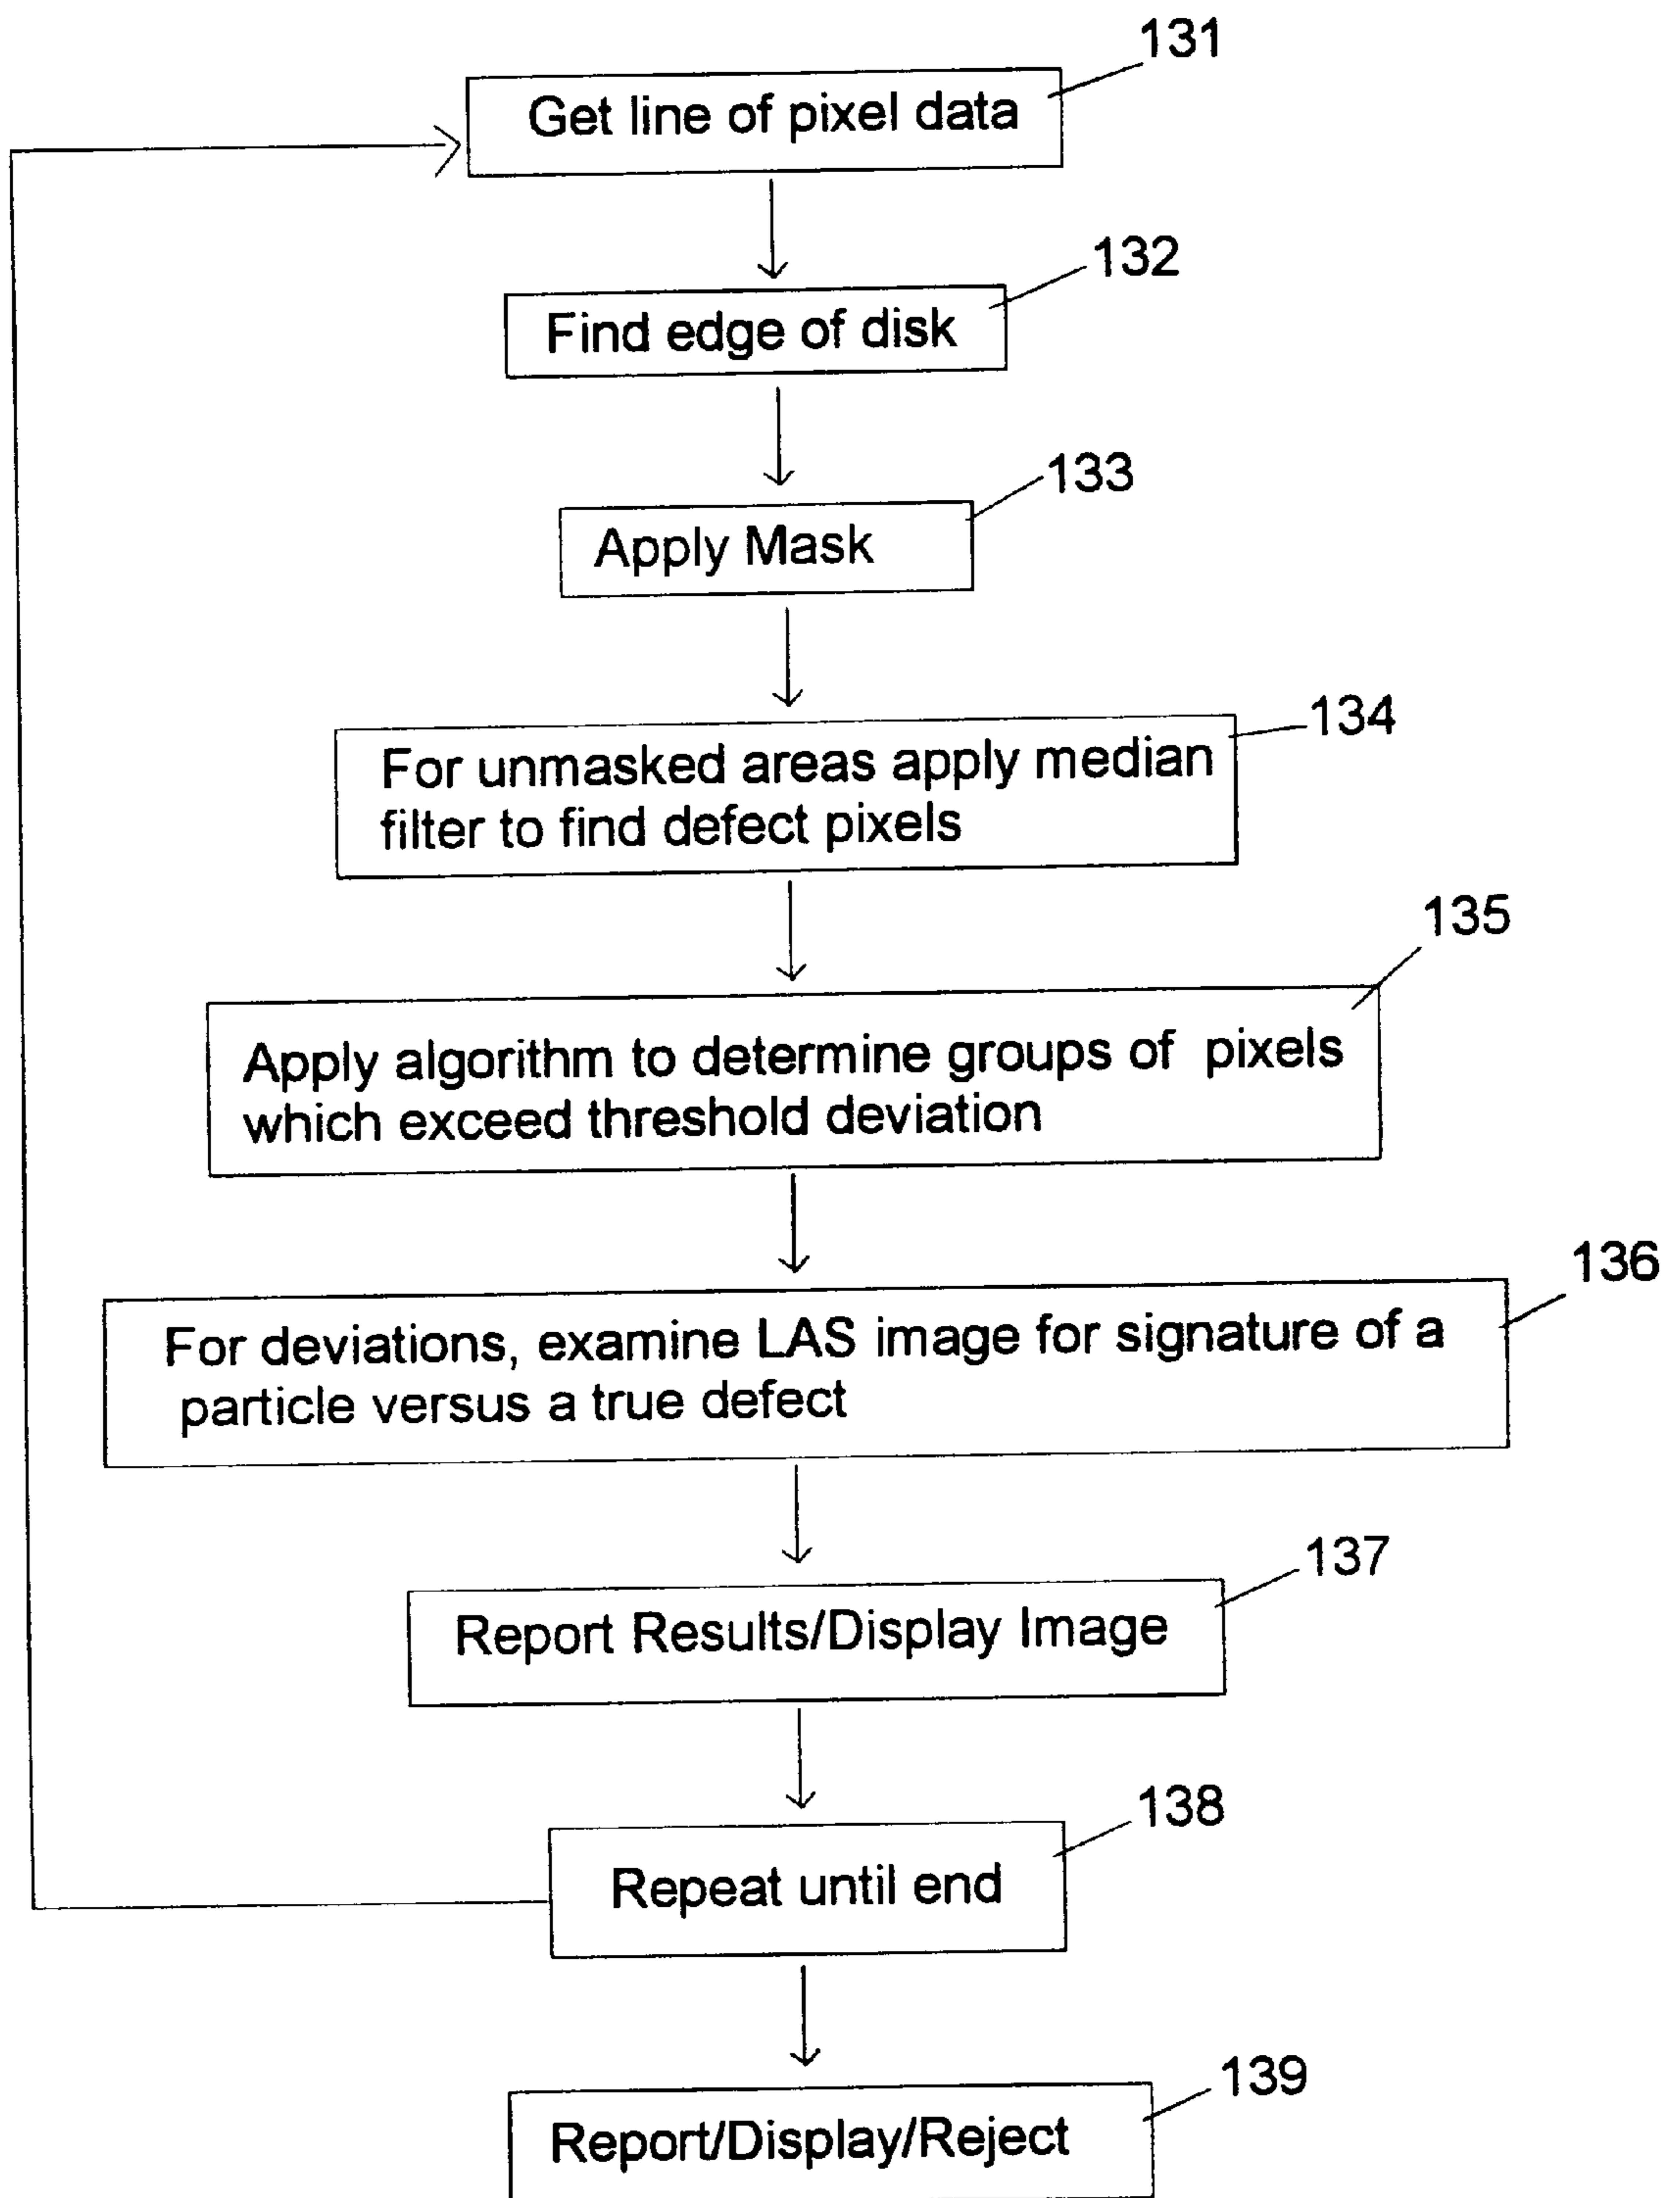 131
Get line of pixel data
132
Find edge of disk
133
Apply Mask
134
For unmasked areas apply median
filter to find defect pixels
135
Apply algorithm to determine groups of pixels
which exceed threshold deviation
136
For deviations, examine LAS image for signature of a
particle versus a true defect
137
Report Results/Display Image
138
Repeat until end
139
Report/Display/Reject